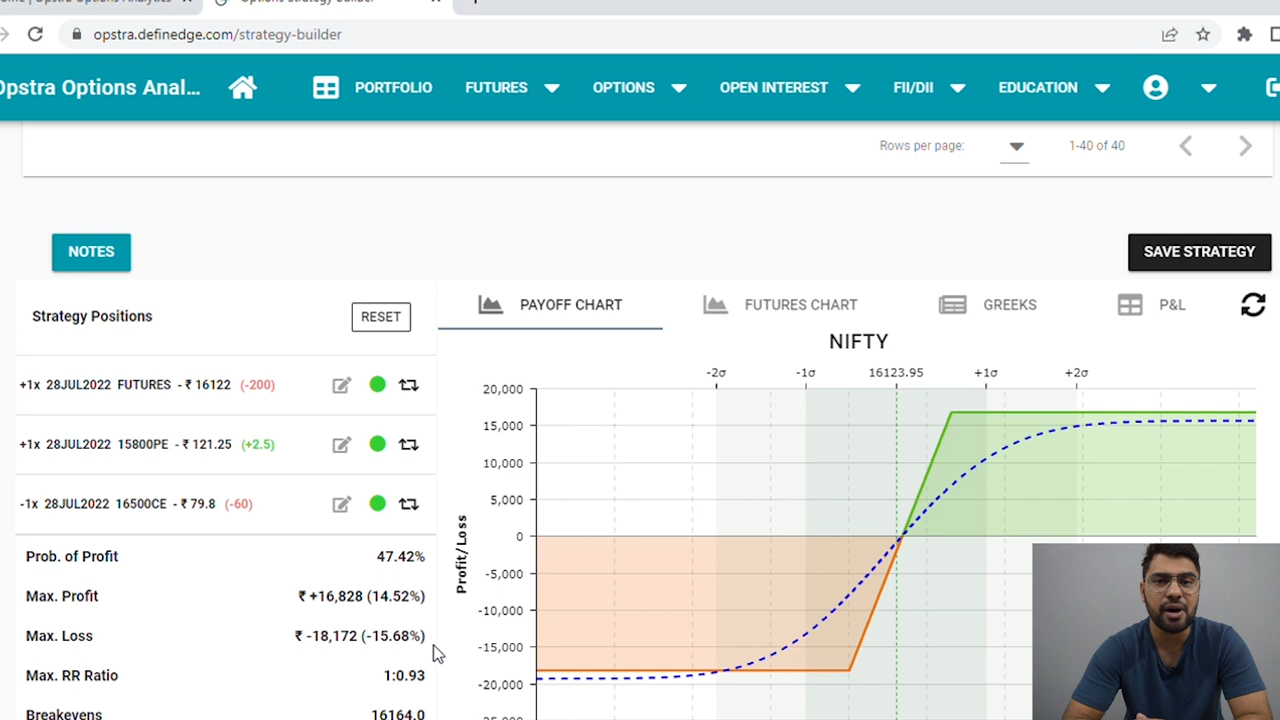 opstra.definedge.com/strategy-builder
Opstra Options Anal... PORTFOLIO FUTURES OPTIONS OPEN INTEREST FII/DII EDUCATION
Rows per page: 1-40 of 40
NOTES
SAVE STRATEGY
Strategy Positions RESET
+1x 28JUL2022 FUTURES - ₹ 16122 (-200)
+1x 28JUL2022 15800PE - ₹ 121.25 (+2.5)
-1x 28JUL2022 16500CE - ₹ 79.8 (-60)
Prob. of Profit 47.42%
Max. Profit ₹ +16,828 (14.52%)
Max. Loss ₹ -18,172 (-15.68%)
Max. RR Ratio 1:0.93
Breakevens 16164.0
PAYOFF CHART FUTURES CHART GREEKS P&L
NIFTY
-2σ -1σ 16123.95 +1σ +2σ
20,000
15,000
10,000
5,000
0
-5,000
-10,000
-15,000
-20,000
Profit/Loss